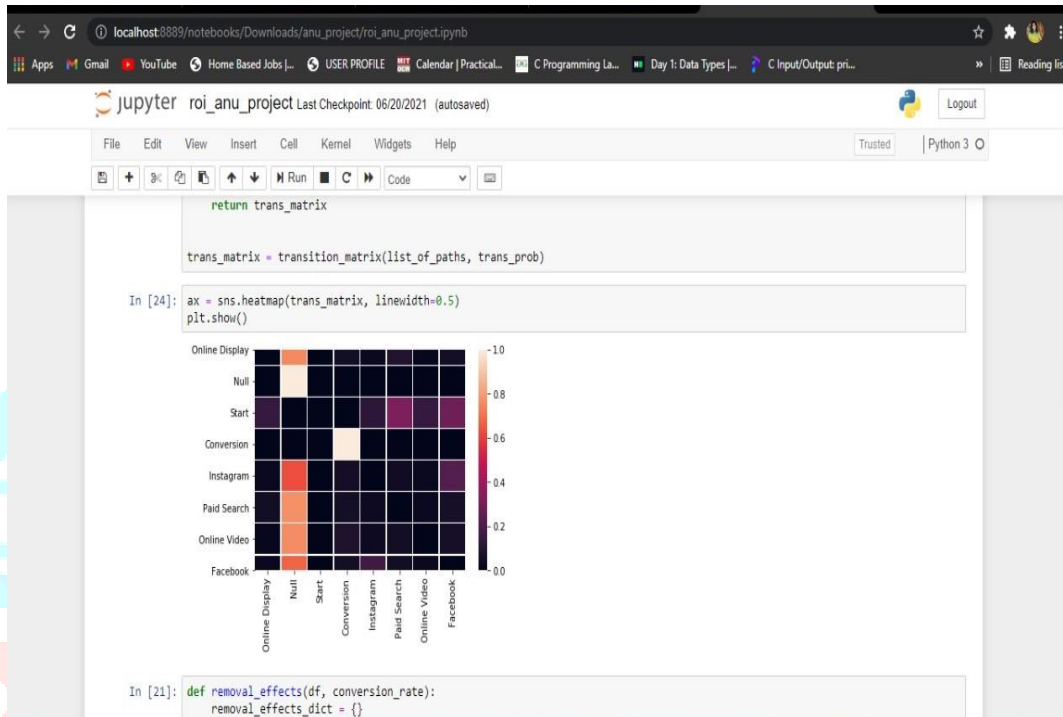 localhost:8889/notebooks/Downloads/anu_project/roi_anu_project.ipynb
Apps Gmail YouTube Home Based Jobs |... USER PROFILE Calendar | Practical... C Programming La... Day 1: Data Types |... C Input/Output: pri... » Reading lis
jupyter roi_anu_project Last Checkpoint: 06/20/2021 (autosaved) Logout
File Edit View Insert Cell Kernel Widgets Help Trusted Python 3
Run Code
return trans_matrix
trans_matrix = transition_matrix(list_of_paths, trans_prob)
In [24]: ax = sns.heatmap(trans_matrix, linewidth=0.5)
plt.show()
Online Display
Null
Start
Conversion
Instagram
Paid Search
Online Video
Facebook
Online Display
Null
Start
Conversion
Instagram
Paid Search
Online Video
Facebook
1.0
0.8
0.6
0.4
0.2
0.0
In [21]: def removal_effects(df, conversion_rate):
removal_effects_dict = {}